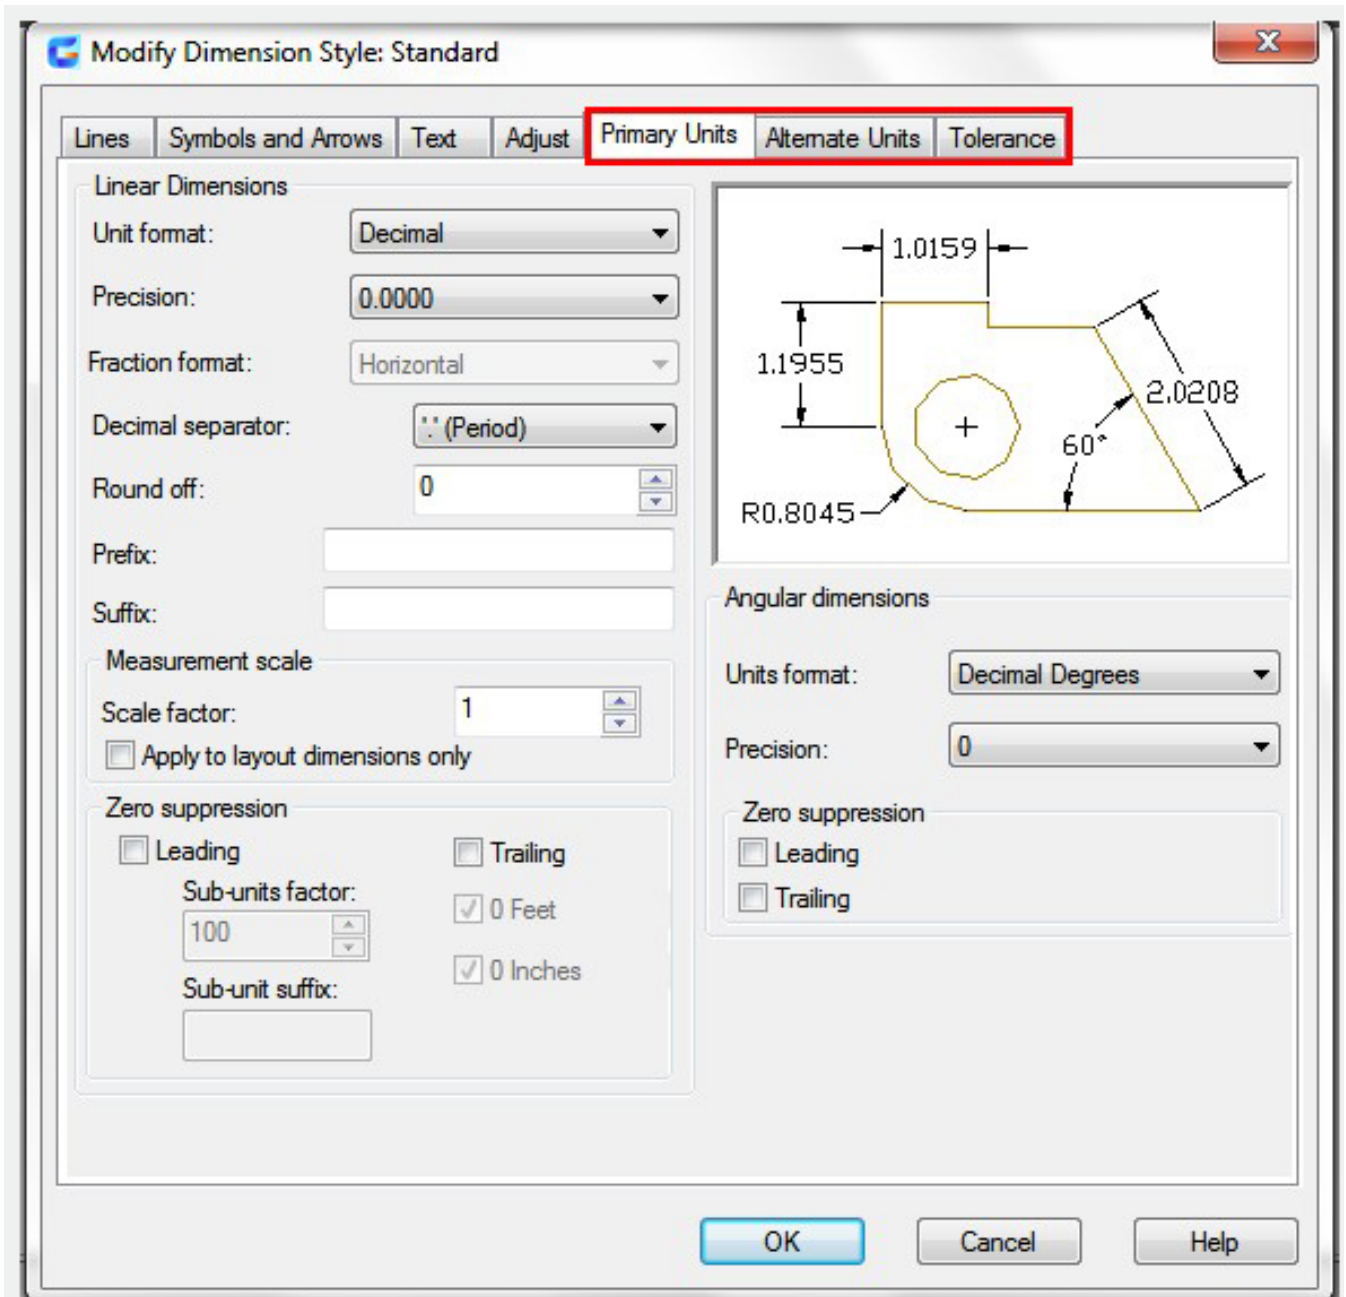 Modify Dimension Style: Standard
X
Lines Symbols and Arrows Text Adjust Primary Units Alternate Units Tolerance
Linear Dimensions
Unit format: Decimal
Precision: 0.0000
Fraction format: Horizontal
Decimal separator: '.' (Period)
Round off: 0
Prefix:
Suffix:
Measurement scale
Scale factor: 1
Apply to layout dimensions only
Zero suppression
Leading Trailing
Sub-units factor:
100
0 Feet
Sub-unit suffix:
0 Inches
1.0159
1.1955
2.0208
60°
R0.8045
Angular dimensions
Units format: Decimal Degrees
Precision: 0
Zero suppression
Leading
Trailing
OK Cancel Help